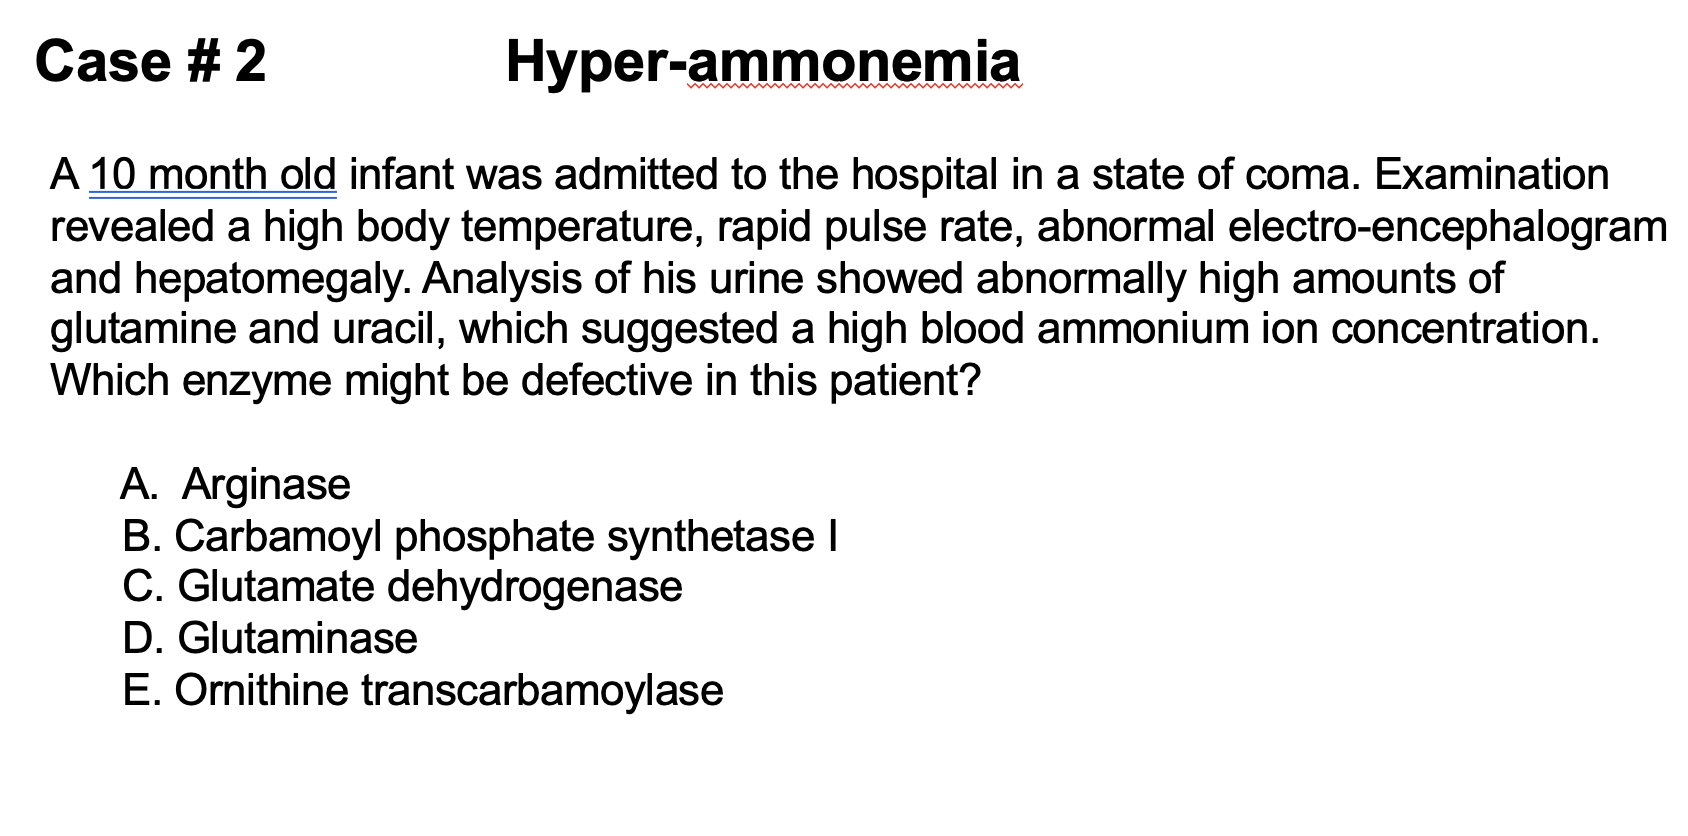 Case # 2 Hyper-ammonemia
A 10 month old infant was admitted to the hospital in a state of coma. Examination
revealed a high body temperature, rapid pulse rate, abnormal electro-encephalogram
and hepatomegaly. Analysis of his urine showed abnormally high amounts of
glutamine and uracil, which suggested a high blood ammonium ion concentration.
Which enzyme might be defective in this patient?
A. Arginase
B. Carbamoyl phosphate synthetase I
C. Glutamate dehydrogenase
D. Glutaminase
E. Ornithine transcarbamoylase